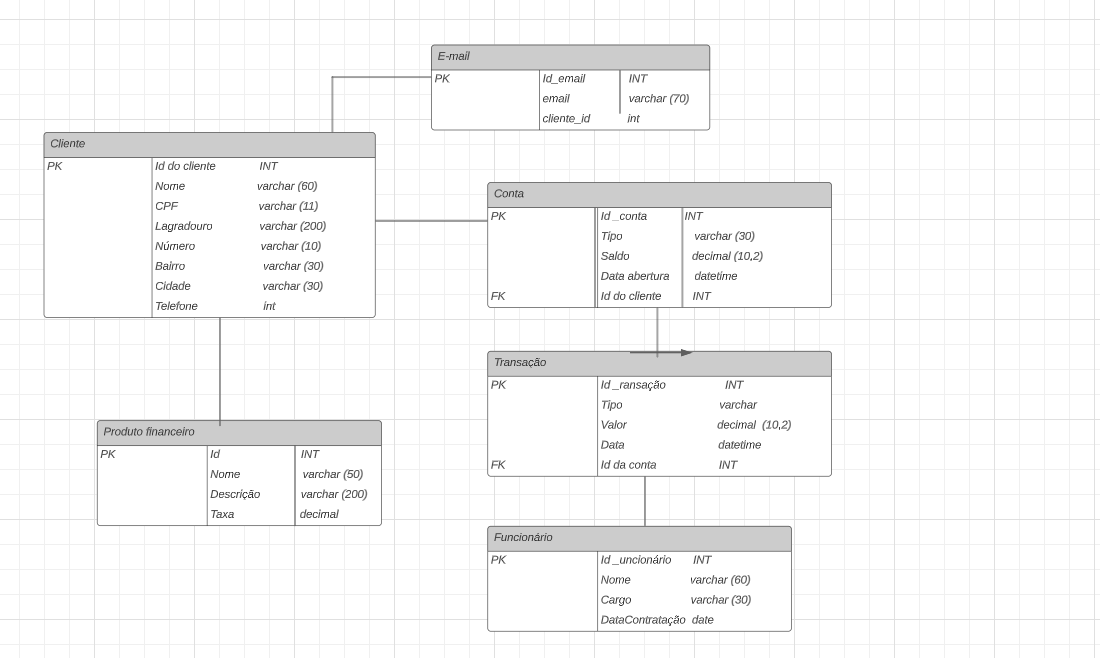 E-mail
PK Id_email INT
email varchar (70)
cliente_id int
Cliente
PK Id do cliente INT
Nome varchar (60)
CPF varchar (11)
Lagradouro varchar (200)
Número varchar (10)
Bairro varchar (30)
Cidade varchar (30)
Telefone int
Conta
PK Id _conta INT
Tipo varchar (30)
Saldo decimal (10,2)
Data abertura datetime
FK Id do cliente INT
Transação
PK Id _ransação INT
Tipo varchar
Valor decimal (10,2)
Data datetime
FK Id da conta INT
Produto financeiro
PK Id INT
Nome varchar (50)
Descrição varchar (200)
Taxa decimal
Funcionário
PK Id _uncionário INT
Nome varchar (60)
Cargo varchar (30)
DataContratação date